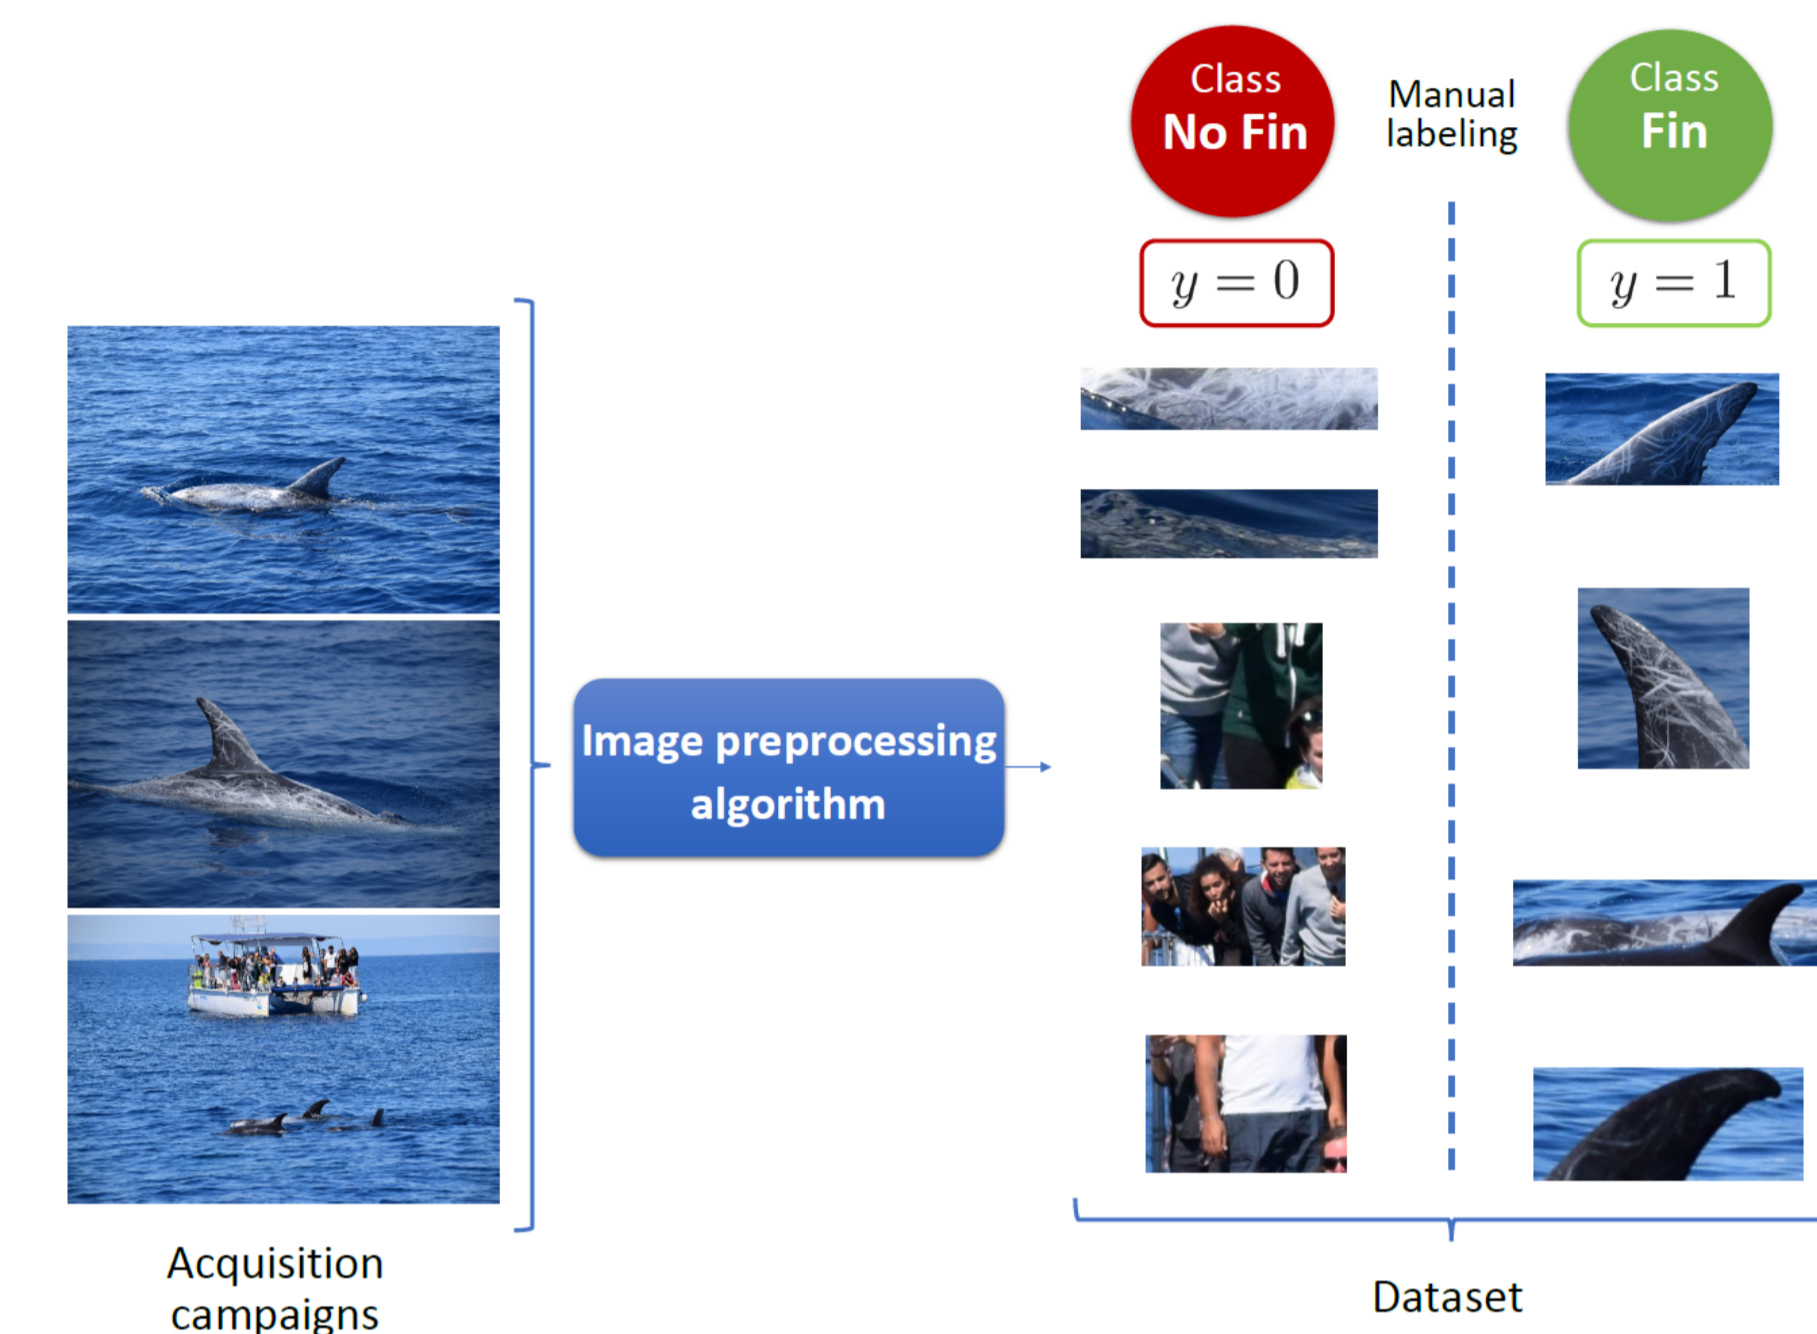 Class
No Fin
Manual
labeling
Class
Fin
y = 0
y = 1
Image preprocessing
algorithm
Acquisition
campaigns
Dataset